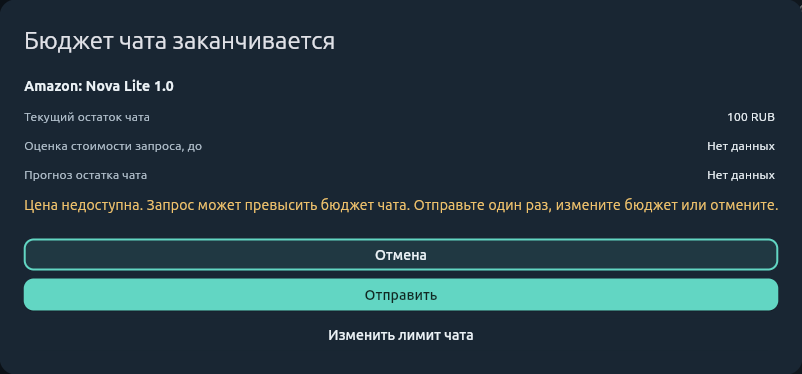 Бюджет чата заканчивается
Amazon: Nova Lite 1.0
Текущий остаток чата 100 RUB
Оценка стоимости запроса, до Нет данных
Прогноз остатка чата Нет данных
Цена недоступна. Запрос может превысить бюджет чата. Отправьте один раз, измените бюджет или отмените.
Отмена
Отправить
Изменить лимит чата